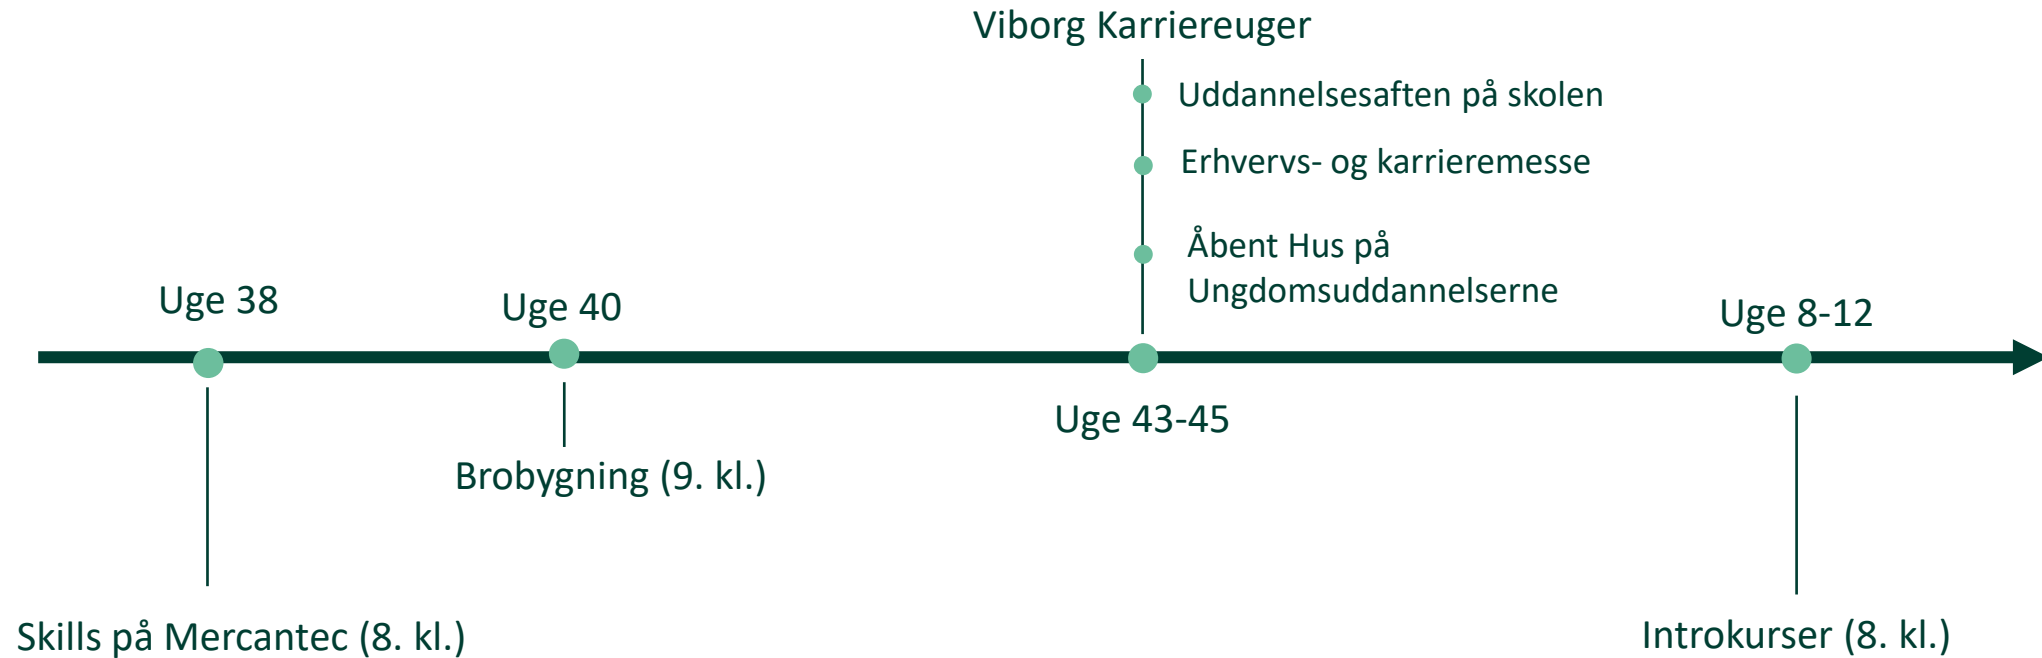 Viborg Karriereuger
Uddannelsesaften på skolen
Erhvervs- og karrieremesse
Åbent Hus på
Ungdomsuddannelserne
Uge 38
Uge 40
Uge 8-12
Uge 43-45
Brobygning (9. kl.)
Skills på Mercantec (8. kl.)
Introkurser (8. kl.)